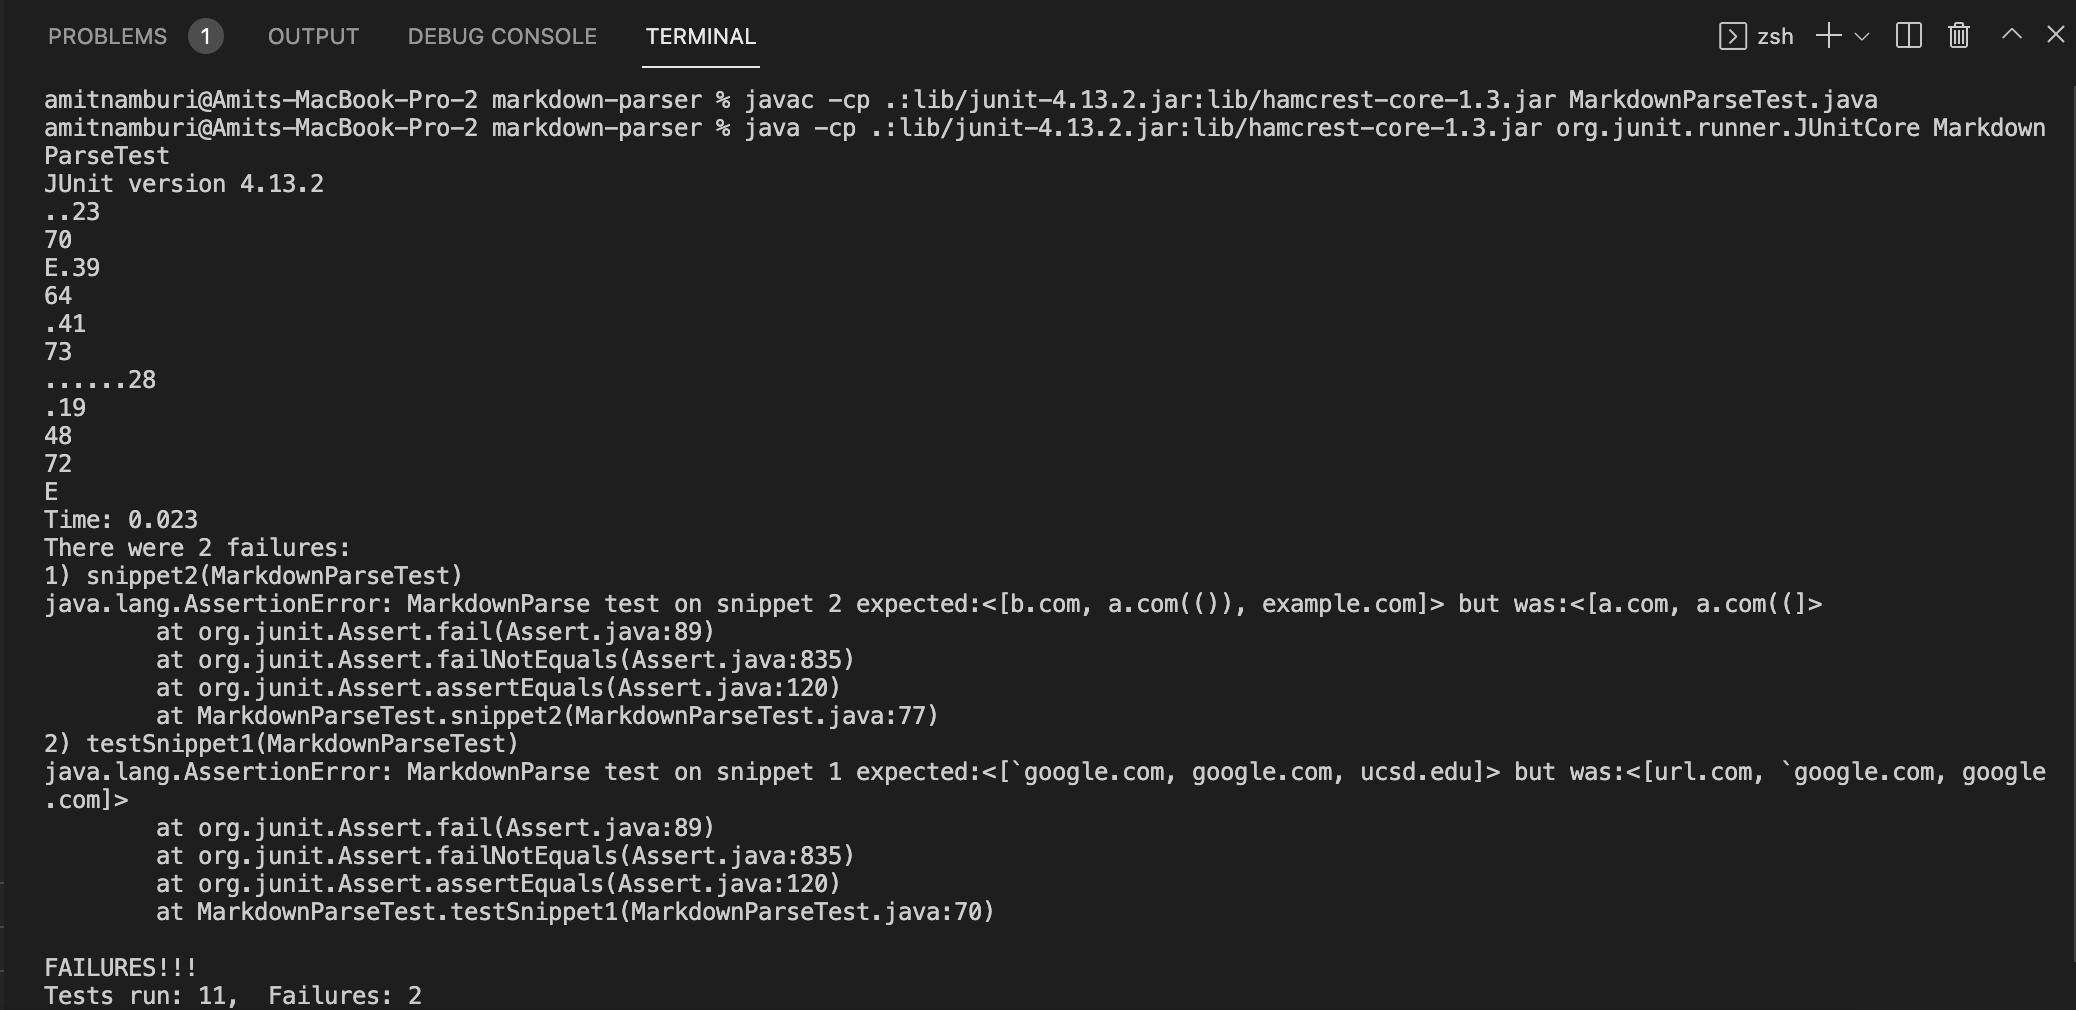 PROBLEMS 1 OUTPUT DEBUG CONSOLE TERMINAL zsh
amitnamburi@Amits-MacBook-Pro-2 markdown-parser % javac -cp .:lib/junit-4.13.2.jar:lib/hamcrest-core-1.3.jar MarkdownParseTest.java
amitnamburi@Amits-MacBook-Pro-2 markdown-parser % java -cp .:lib/junit-4.13.2.jar:lib/hamcrest-core-1.3.jar org.junit.runner.JUnitCore Markdown
ParseTest
JUnit version 4.13.2
..23
70
E.39
64
.41
73
......28
.19
48
72
E
Time: 0.023
There were 2 failures:
1) snippet2(MarkdownParseTest)
java.lang.AssertionError: MarkdownParse test on snippet 2 expected:<[b.com, a.com(()), example.com]> but was:<[a.com, a.com((]>
        at org.junit.Assert.fail(Assert.java:89)
        at org.junit.Assert.failNotEquals(Assert.java:835)
        at org.junit.Assert.assertEquals(Assert.java:120)
        at MarkdownParseTest.snippet2(MarkdownParseTest.java:77)
2) testSnippet1(MarkdownParseTest)
java.lang.AssertionError: MarkdownParse test on snippet 1 expected:<[`google.com, google.com, ucsd.edu]> but was:<[url.com, `google.com, google
.com]>
        at org.junit.Assert.fail(Assert.java:89)
        at org.junit.Assert.failNotEquals(Assert.java:835)
        at org.junit.Assert.assertEquals(Assert.java:120)
        at MarkdownParseTest.testSnippet1(MarkdownParseTest.java:70)

FAILURES!!!
Tests run: 11,  Failures: 2